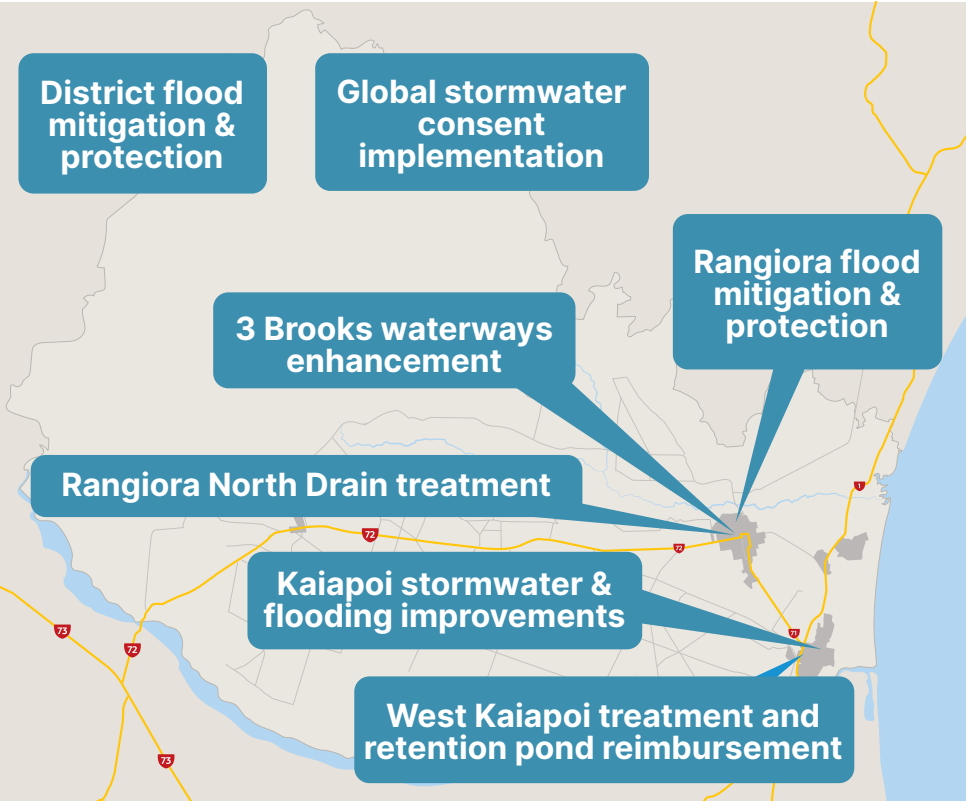 District flood
mitigation &
protection
Global stormwater
consent
implementation
Rangiora flood
mitigation &
protection
3 Brooks waterways
enhancement
Rangiora North Drain treatment
1
72
72
Kaiapoi stormwater &
flooding improvements
73
72
71
West Kaiapoi treatment and
retention pond reimbursement
73